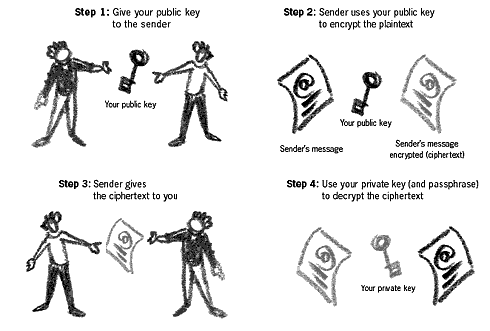 Step 1: Give your public key
to the sender
Your public key
Step 2: Sender uses your public key
to encrypt the plaintext
Your public key
Sender's message
Sender's message
encrypted (ciphertext)
Step 3: Sender gives
the ciphertext to you
Step 4: Use your private key (and passphrase)
to decrypt the ciphertext
Your private key